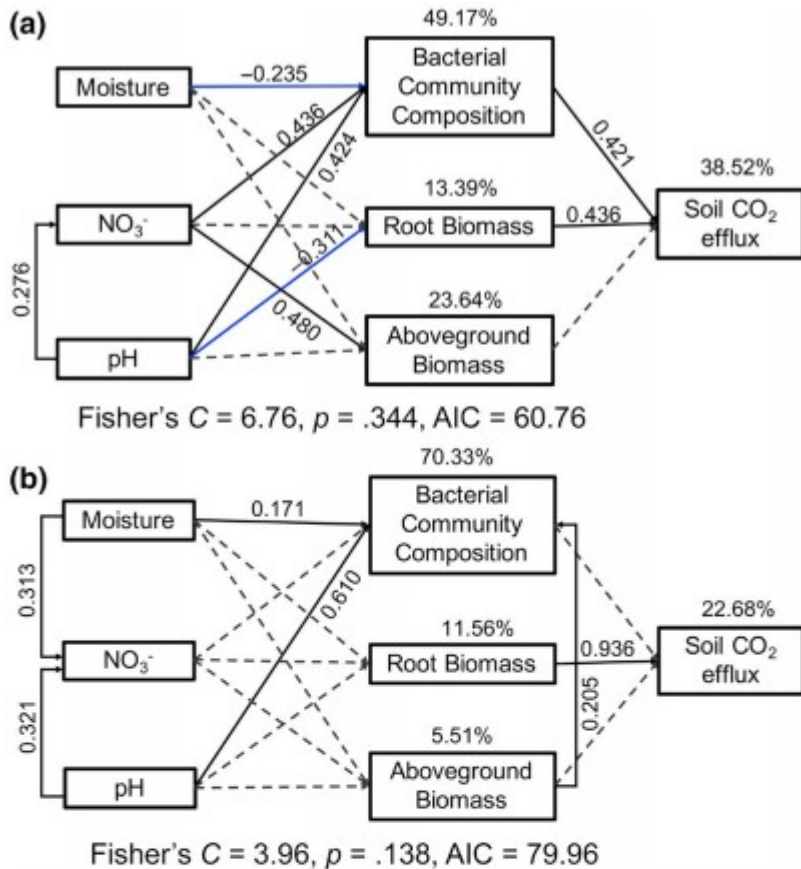 (a)
49.17%
Moisture
−0.235
Bacterial
Community
Composition
0.436
0.424
0.421
38.52%
13.39%
NO₃⁻
Root Biomass
0.436
Soil CO₂
efflux
−0.311
0.276
0.480
23.64%
pH
Aboveground
Biomass
Fisher's C = 6.76, p = .344, AIC = 60.76
(b)
70.33%
Moisture
0.171
Bacterial
Community
Composition
0.313
0.610
22.68%
11.56%
NO₃⁻
Root Biomass
0.936
Soil CO₂
efflux
0.321
0.205
5.51%
pH
Aboveground
Biomass
Fisher's C = 3.96, p = .138, AIC = 79.96